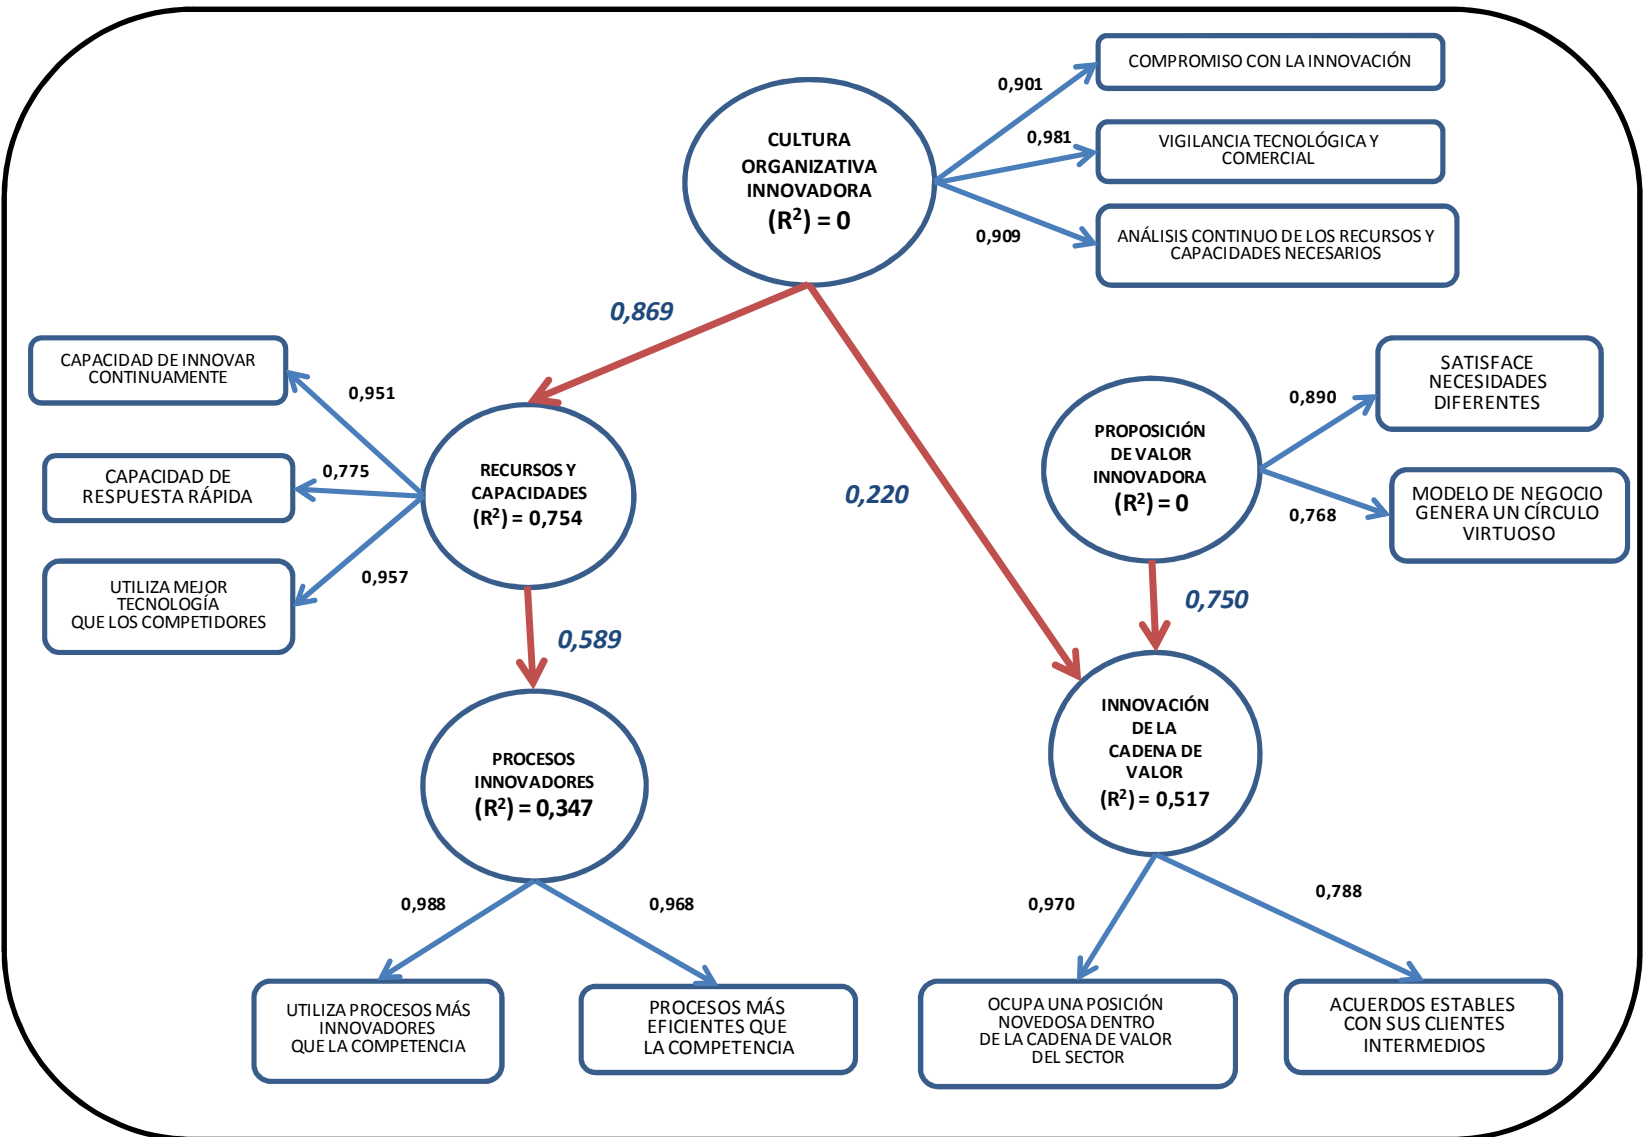 COMPROMISO CON LA INNOVACIÓN
0,901
CULTURA
ORGANIZATIVA
INNOVADORA
(R²) = 0
0,981
VIGILANCIA TECNOLÓGICA Y
COMERCIAL
0,909
ANÁLISIS CONTINUO DE LOS RECURSOS Y
CAPACIDADES NECESARIOS
0,869
CAPACIDAD DE INNOVAR
CONTINUAMENTE
0,951
CAPACIDAD DE
RESPUESTA RÁPIDA
0,775
RECURSOS Y
CAPACIDADES
(R²) = 0,754
UTILIZA MEJOR
TECNOLOGÍA
QUE LOS COMPETIDORES
0,957
0,220
PROPOSICIÓN
DE VALOR
INNOVADORA
(R²) = 0
0,890
SATISFACE
NECESIDADES
DIFERENTES
0,768
MODELO DE NEGOCIO
GENERA UN CÍRCULO
VIRTUOSO
0,589
0,750
PROCESOS
INNOVADORES
(R²) = 0,347
INNOVACIÓN
DE LA
CADENA DE
VALOR
(R²) = 0,517
0,988
0,968
0,970
0,788
UTILIZA PROCESOS MÁS
INNOVADORES
QUE LA COMPETENCIA
PROCESOS MÁS
EFICIENTES QUE
LA COMPETENCIA
OCUPA UNA POSICIÓN
NOVEDOSA DENTRO
DE LA CADENA DE VALOR
DEL SECTOR
ACUERDOS ESTABLES
CON SUS CLIENTES
INTERMEDIOS